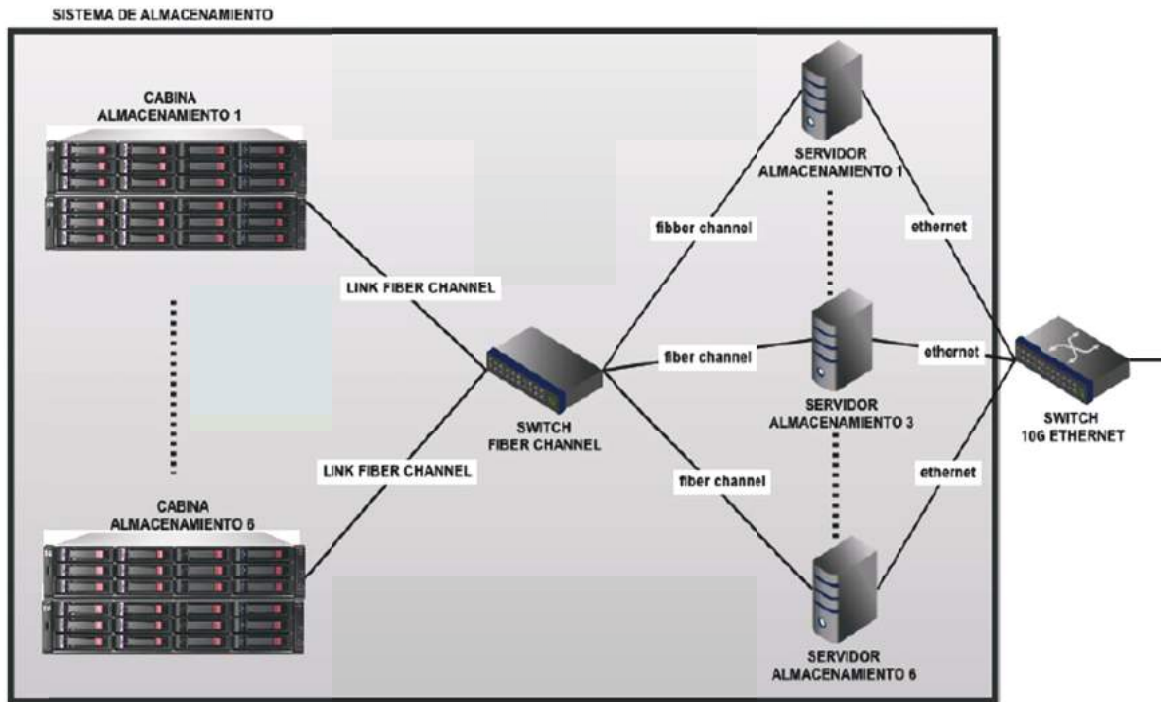 SISTEMA DE ALMACENAMIENTO
CABINA
ALMACENAMIENTO 1
SERVIDOR
ALMACENAMIENTO 1
fibber channel
ethernet
LINK FIBER CHANNEL
fiber channel
ethernet
SWITCH
FIBER CHANNEL
SERVIDOR
ALMACENAMIENTO 3
SWITCH
10G ETHERNET
LINK FIBER CHANNEL
fiber channel
ethernet
CABINA
ALMACENAMIENTO 6
SERVIDOR
ALMACENAMIENTO 6